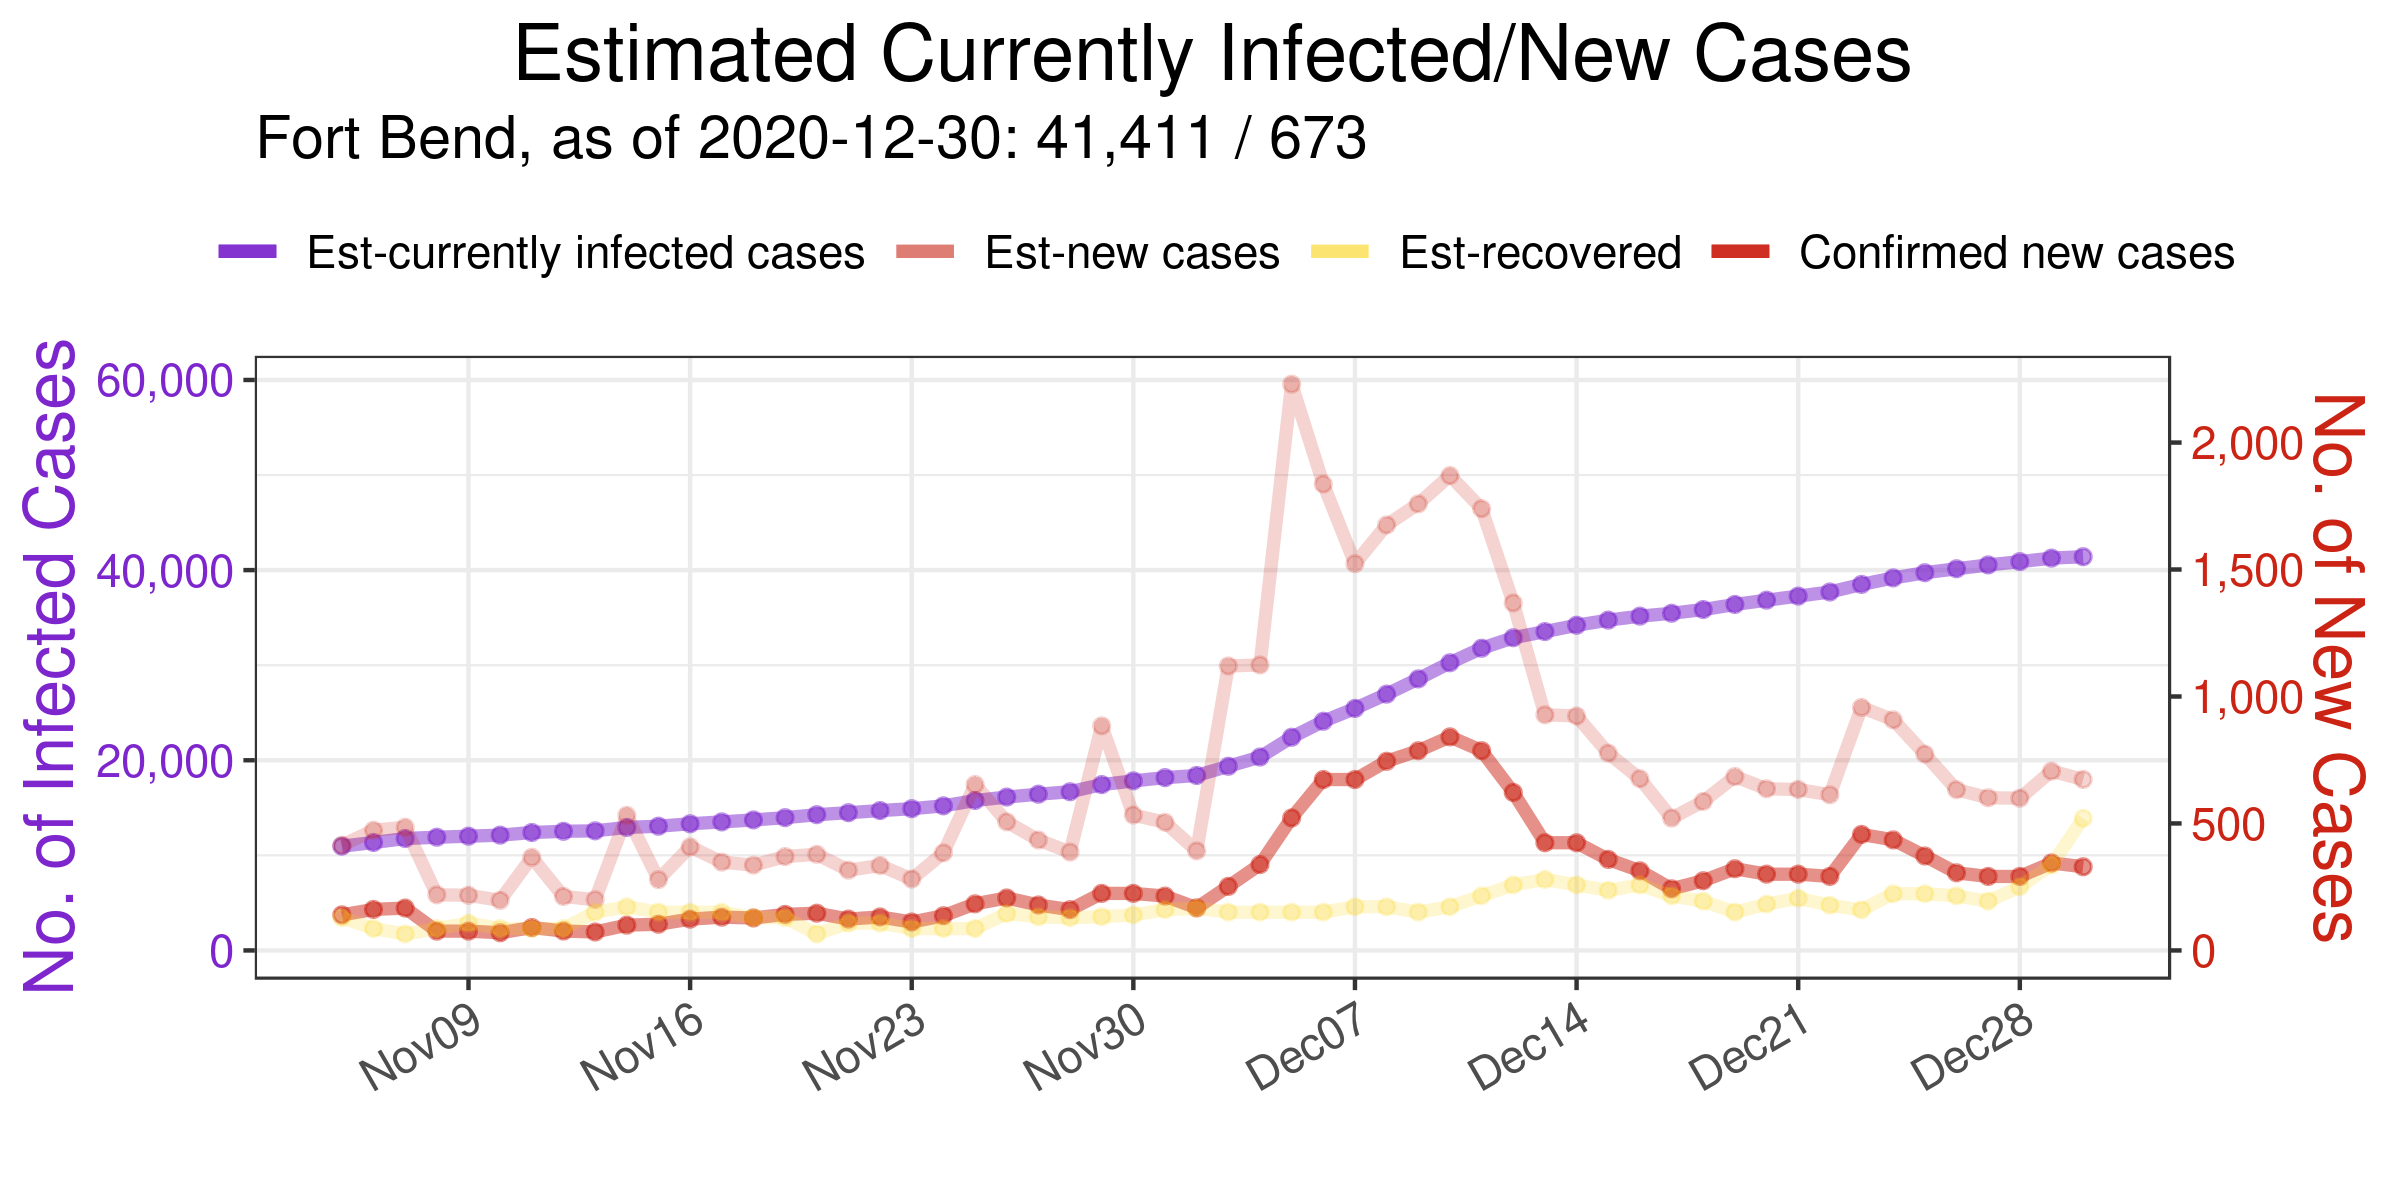 Estimated Currently Infected/New Cases
Fort Bend, as of 2020-12-30: 41,411 / 673
Est-currently infected cases Est-new cases Est-recovered Confirmed new cases
No. of Infected Cases
60,000
40,000
20,000
0
2,000
1,500
1,000
500
0
No. of New Cases
Nov09 Nov16 Nov23 Nov30 Dec07 Dec14 Dec21 Dec28